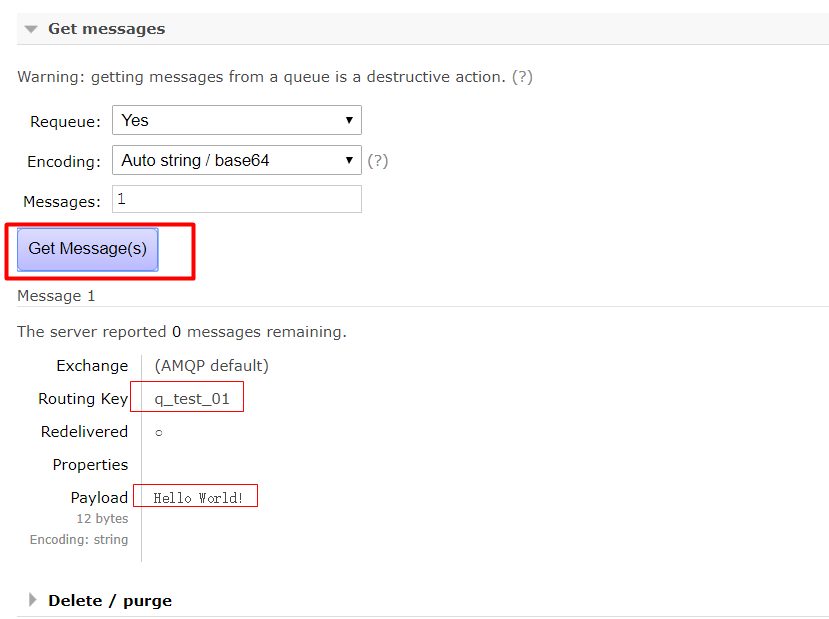 Get messages
Warning: getting messages from a queue is a destructive action. (?)
Requeue: Yes
Encoding: Auto string / base64 (?)
Messages: 1
Get Message(s)
Message 1
The server reported 0 messages remaining.
Exchange (AMQP default)
Routing Key q_test_01
Redelivered ○
Properties
Payload Hello World!
12 bytes
Encoding: string
Delete / purge